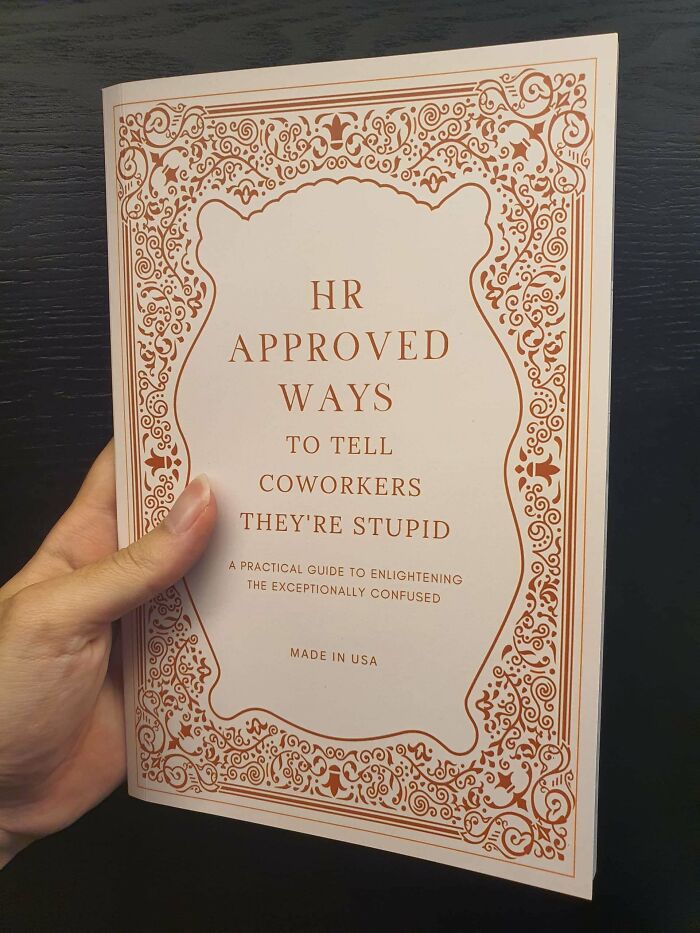 HR
APPROVED
WAYS
TO TELL
COWORKERS
THEY'RE STUPID
A PRACTICAL GUIDE TO ENLIGHTENING
THE EXCEPTIONALLY CONFUSED
MADE IN USA